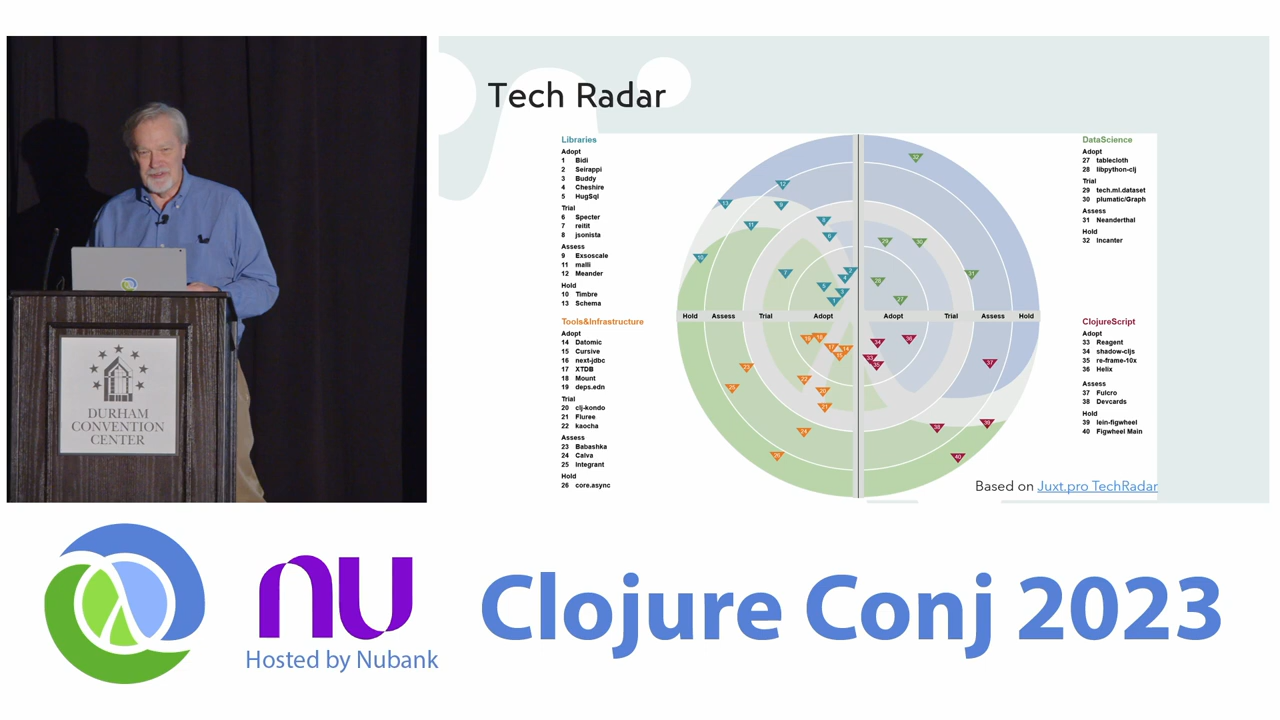 Tech Radar
Libraries
Adopt
1 Bidi
2 Seirappi
3 Buddy
4 Cheshire
5 HugSql
Trial
6 Specter
7 reitit
8 jsonista
Assess
9 Exsoscale
11 malli
12 Meander
Hold
10 Timbre
13 Schema
Tools&Infrastructure
Adopt
14 Datomic
15 Cursive
16 next-jdbc
17 XTDB
18 Mount
19 deps.edn
Trial
20 clj-kondo
21 Fluree
22 kaocha
Assess
23 Babashka
24 Calva
25 Integrant
Hold
26 core.async
Hold Assess Trial Adopt Adopt Trial Assess Hold
DataScience
Adopt
27 tablecloth
28 libpython-clj
Trial
29 tech.ml.dataset
30 plumatic/Graph
Assess
31 Neanderthal
Hold
32 Incanter
ClojureScript
Adopt
33 Reagent
34 shadow-cljs
35 re-frame-10x
36 Helix
Assess
37 Fulcro
38 Devcards
Hold
39 lein-figwheel
40 Figwheel Main
Based on Juxt.pro TechRadar
DURHAM
CONVENTION
CENTER
nu
Hosted by Nubank
Clojure Conj 2023